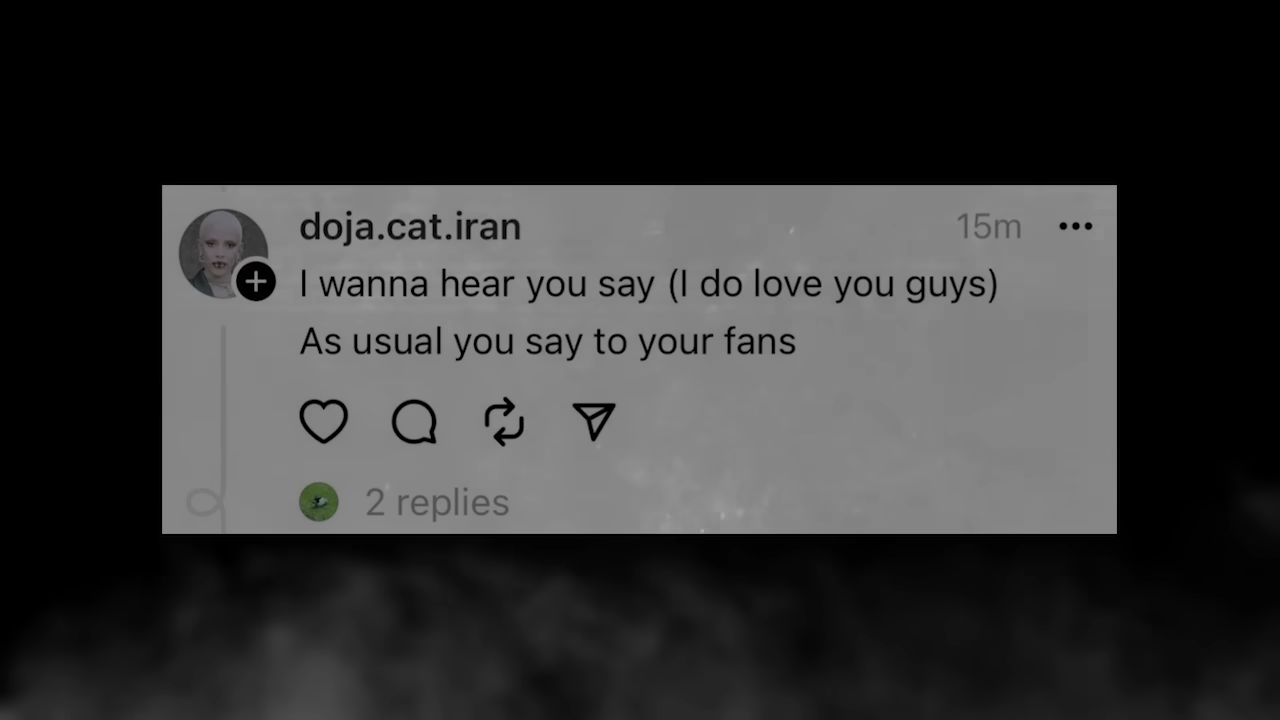 doja.cat.iran 15m
I wanna hear you say (I do love you guys)
As usual you say to your fans
2 replies